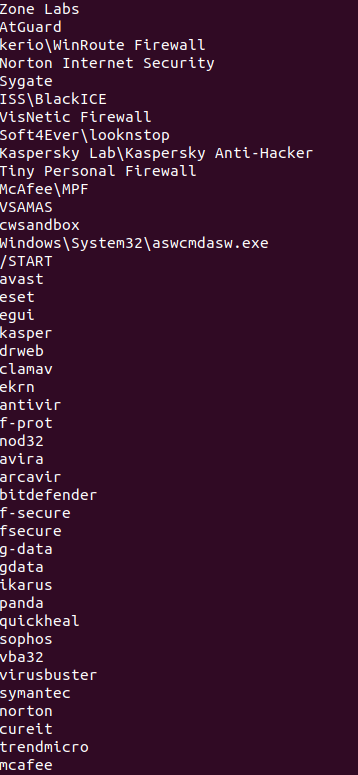 Zone Labs
AtGuard
kerio\WinRoute Firewall
Norton Internet Security
Sygate
ISS\BlackICE
VisNetic Firewall
Soft4Ever\looknstop
Kaspersky Lab\Kaspersky Anti-Hacker
Tiny Personal Firewall
McAfee\MPF
VSAMAS
cwsandbox
Windows\System32\aswcmdasw.exe
/START
avast
eset
egui
kasper
drweb
clamav
ekrn
antivir
f-prot
nod32
avira
arcavir
bitdefender
f-secure
fsecure
g-data
gdata
ikarus
panda
quickheal
sophos
vba32
virusbuster
symantec
norton
cureit
trendmicro
mcafee